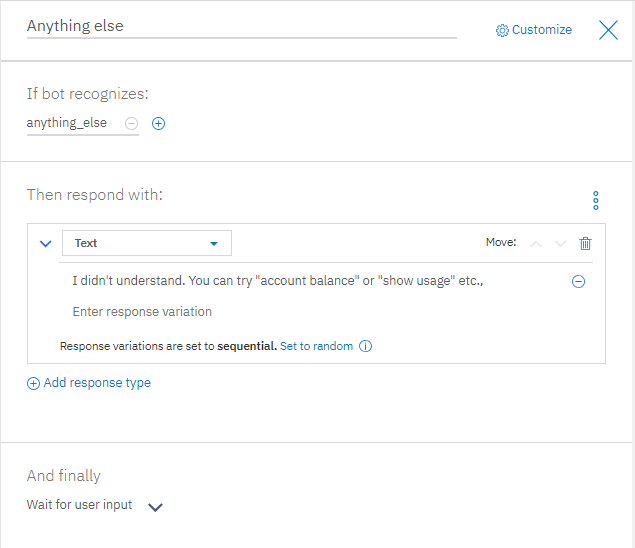 Anything else
Customize
If bot recognizes:
anything_else
Then respond with:
Text
Move:
I didn't understand. You can try "account balance" or "show usage" etc.,
Enter response variation
Response variations are set to sequential. Set to random
Add response type
And finally
Wait for user input